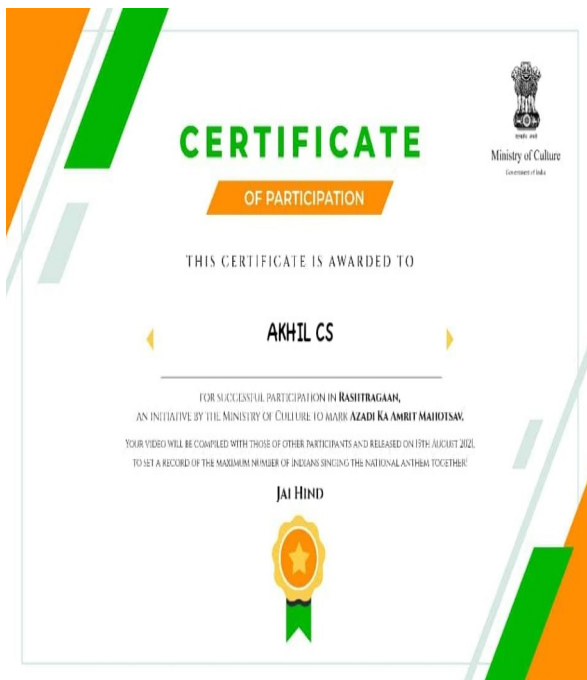 CERTIFICATE
OF PARTICIPATION
सत्यमेव जयते
Ministry of Culture
Government of India
THIS CERTIFICATE IS AWARDED TO
AKHIL CS
FOR SUCCESSFUL PARTICIPATION IN RASHTRAGAAN,
AN INITIATIVE BY THE MINISTRY OF CULTURE TO MARK AZADI KA AMRIT MAHOTSAV.
YOUR VIDEO WILL BE COMPILED WITH THOSE OF OTHER PARTICIPANTS AND RELEASED ON 15TH AUGUST 2021,
TO SET A RECORD OF THE MAXIMUM NUMBER OF INDIANS SINGING THE NATIONAL ANTHEM TOGETHER!
JAI HIND